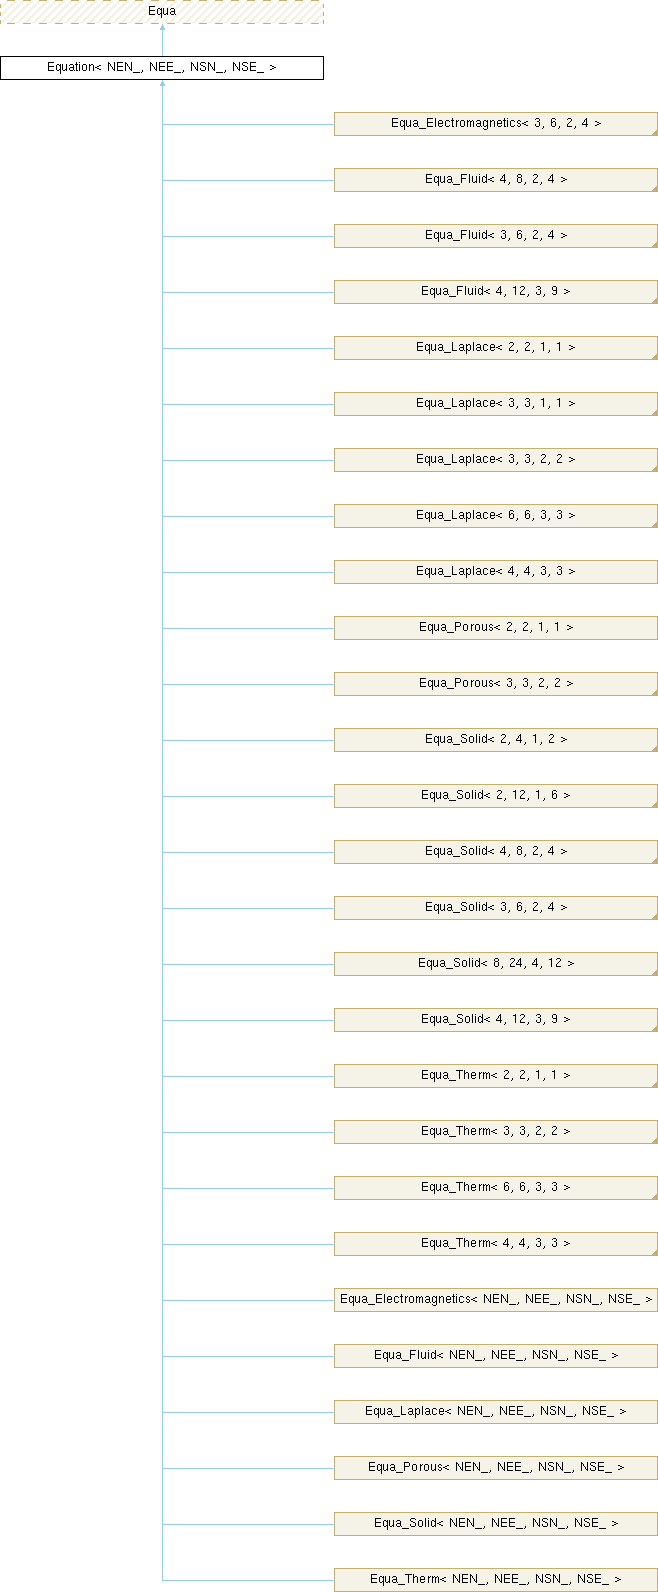 Equa
Equation< NEN_, NEE_, NSN_, NSE_ >
Equa_Electromagnetics< 3, 6, 2, 4 >
Equa_Fluid< 4, 8, 2, 4 >
Equa_Fluid< 3, 6, 2, 4 >
Equa_Fluid< 4, 12, 3, 9 >
Equa_Laplace< 2, 2, 1, 1 >
Equa_Laplace< 3, 3, 1, 1 >
Equa_Laplace< 3, 3, 2, 2 >
Equa_Laplace< 6, 6, 3, 3 >
Equa_Laplace< 4, 4, 3, 3 >
Equa_Porous< 2, 2, 1, 1 >
Equa_Porous< 3, 3, 2, 2 >
Equa_Solid< 2, 4, 1, 2 >
Equa_Solid< 2, 12, 1, 6 >
Equa_Solid< 4, 8, 2, 4 >
Equa_Solid< 3, 6, 2, 4 >
Equa_Solid< 8, 24, 4, 12 >
Equa_Solid< 4, 12, 3, 9 >
Equa_Therm< 2, 2, 1, 1 >
Equa_Therm< 3, 3, 2, 2 >
Equa_Therm< 6, 6, 3, 3 >
Equa_Therm< 4, 4, 3, 3 >
Equa_Electromagnetics< NEN_, NEE_, NSN_, NSE_ >
Equa_Fluid< NEN_, NEE_, NSN_, NSE_ >
Equa_Laplace< NEN_, NEE_, NSN_, NSE_ >
Equa_Porous< NEN_, NEE_, NSN_, NSE_ >
Equa_Solid< NEN_, NEE_, NSN_, NSE_ >
Equa_Therm< NEN_, NEE_, NSN_, NSE_ >